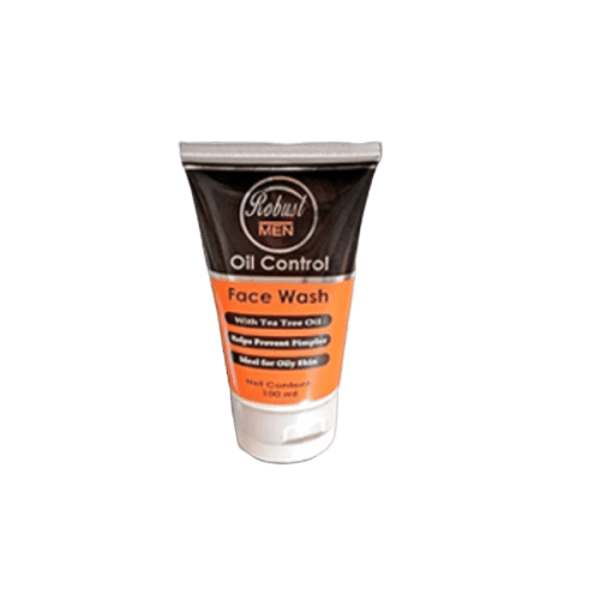 Robust
MEN
Oil Control
Face Wash
With Tea Tree Oil
Helps Prevent Pimples
Ideal for Oily Skin
Net Content
100 ml